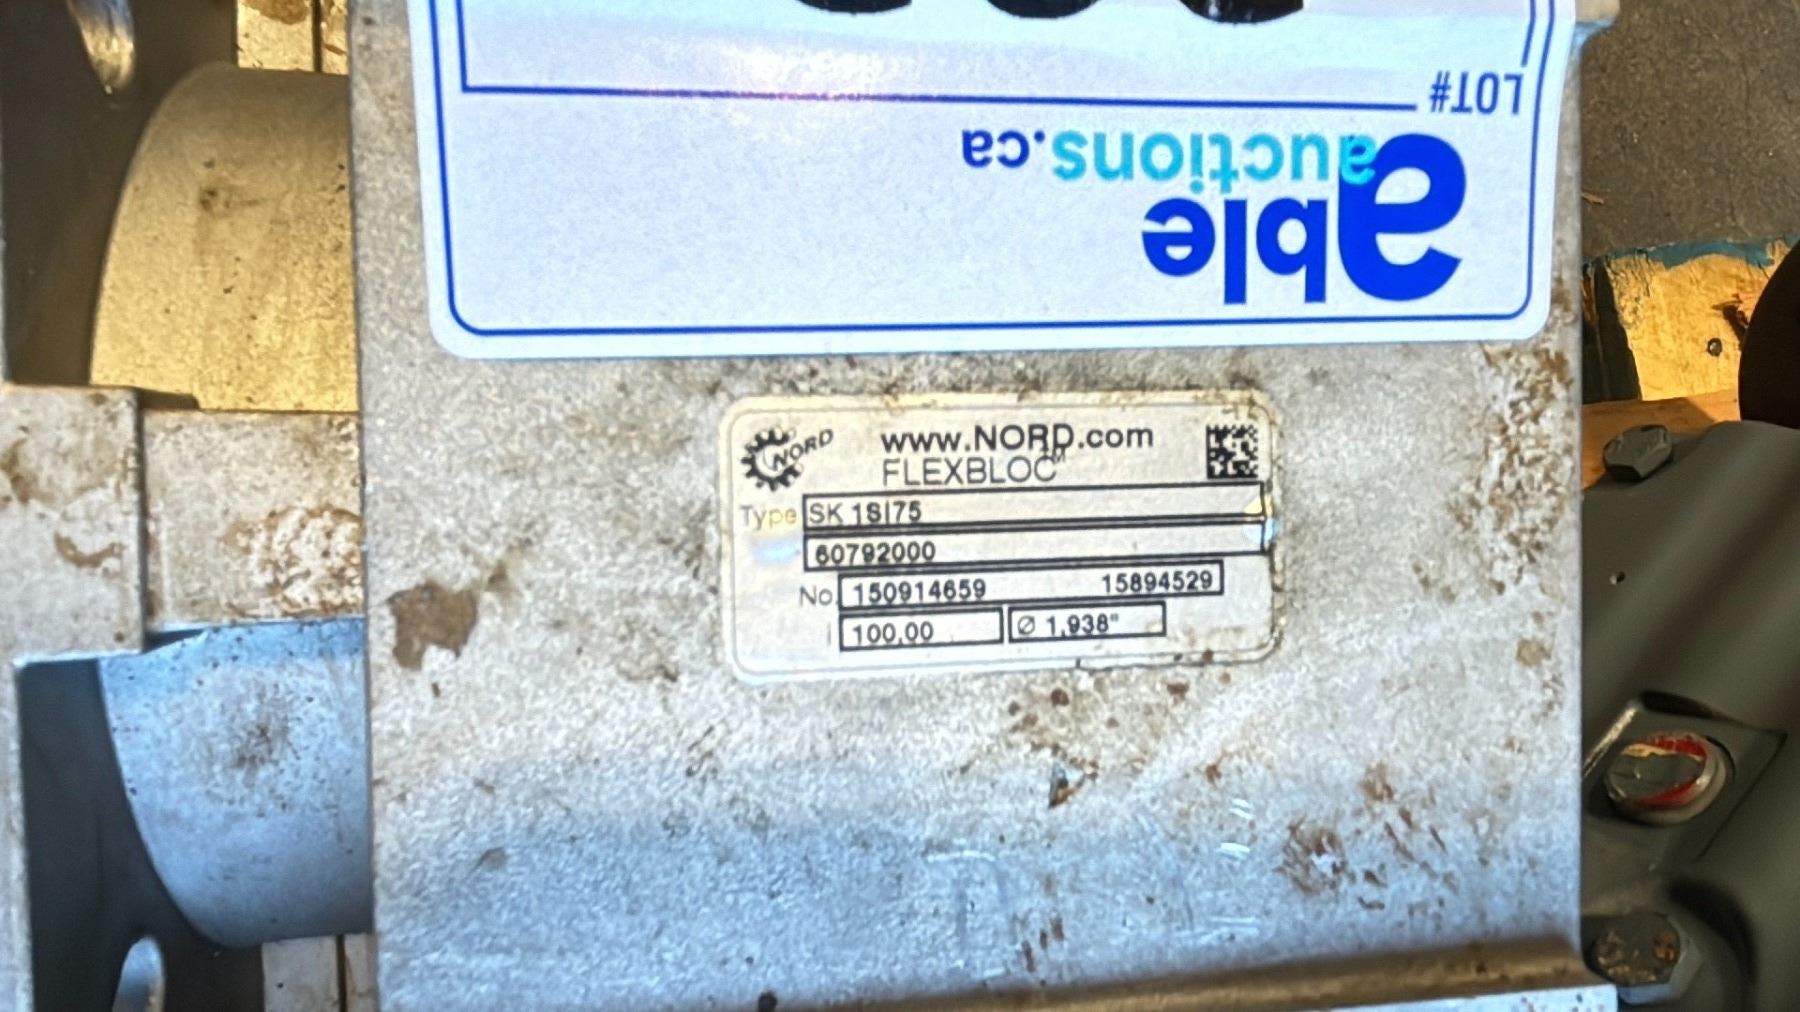 LOT#
able
auctions.ca
NORD
www.NORD.com
FLEXBLOC™
Type SK 1SI75
60792000
No. 150914659 15894529
i 100,00 Ø 1,938"